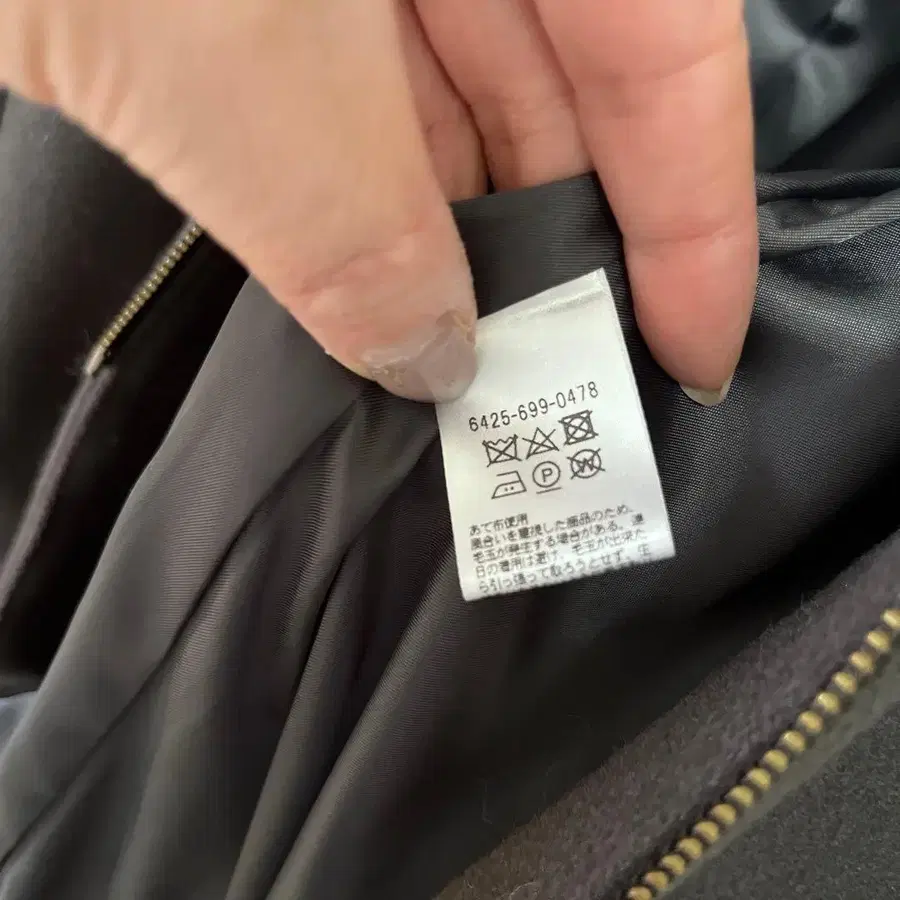 6425-699-0478
P
W
あて布使用
風合いを重視した商品のため、
毛玉が発生する場合がある。連
日の着用は避け、毛玉が出来た
ら引っ張って取ろうとせず、生